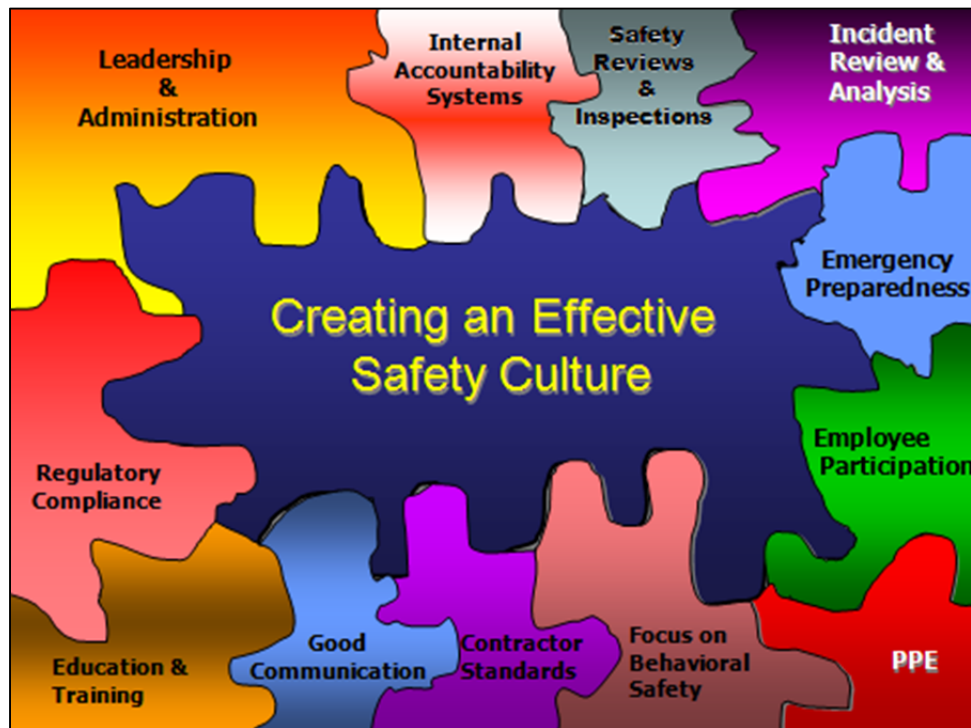 Leadership
&
Administration
Internal
Accountability
Systems
Safety
Reviews
&
Inspections
Incident
Review &
Analysis
Emergency
Preparedness
Creating an Effective
Safety Culture
Employee
Participation
Regulatory
Compliance
Education &
Training
Good
Communication
Contractor
Standards
Focus on
Behavioral
Safety
PPE